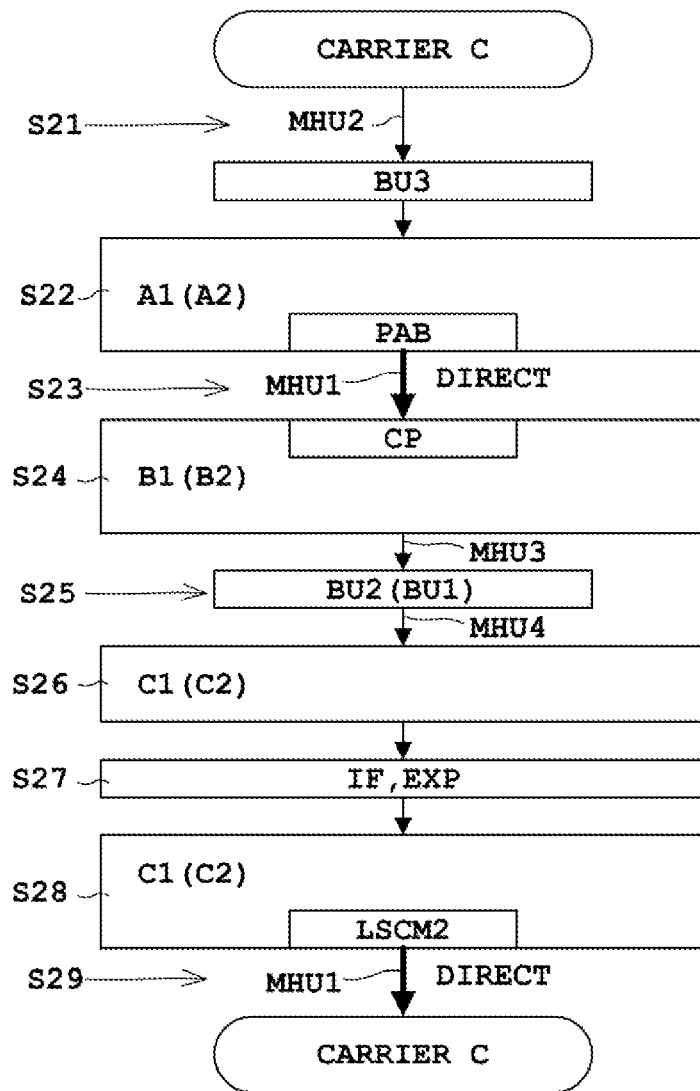 CARRIER C
S21 MHU2
BU3
S22 A1(A2)
PAB
S23 MHU1 DIRECT
CP
S24 B1(B2)
MHU3
S25 BU2(BU1)
MHU4
S26 C1(C2)
S27 IF,EXP
C1(C2)
S28
LSCM2
S29 MHU1 DIRECT
CARRIER C